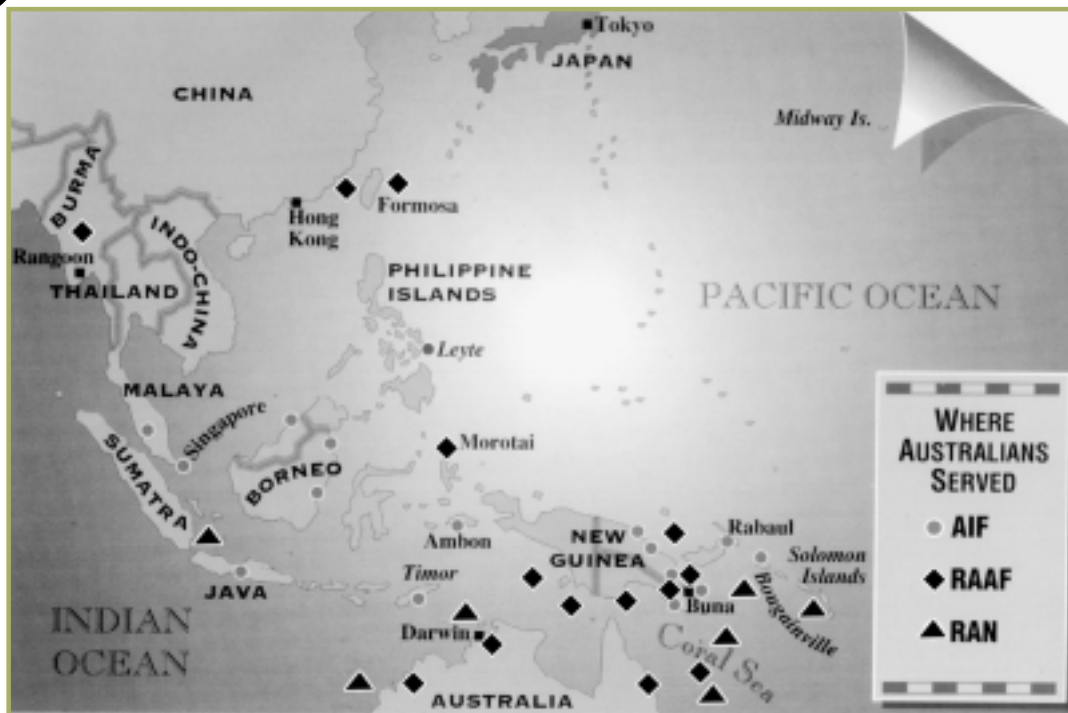 Tokyo
JAPAN
CHINA
Midway Is.
BURMA
Formosa
Hong
Kong
INDO-CHINA
Rangoon
THAILAND
PHILIPPINE
ISLANDS
PACIFIC OCEAN
Leyte
MALAYA
Singapore
Morotai
SUMATRA
BORNEO
WHERE
AUSTRALIANS
SERVED
AIF
RAAF
RAN
Ambon
NEW
GUINEA
Rabaul
Solomon
Islands
JAVA
Timor
Buna
Bougainville
INDIAN
OCEAN
Darwin
Coral Sea
AUSTRALIA